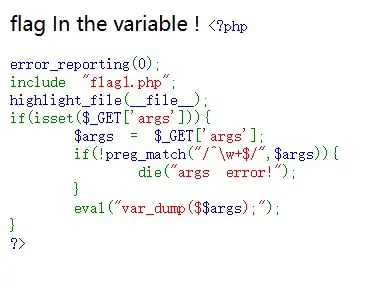 flag In the variable ! <?php
error_reporting(0);
include "flag1.php";
highlight_file(__file__);
if(isset($_GET['args'])){
$args = $_GET['args'];
if(!preg_match("/^\w+$/",$args)){
die("args error!");
}
eval("var_dump($$args);");
}
?>